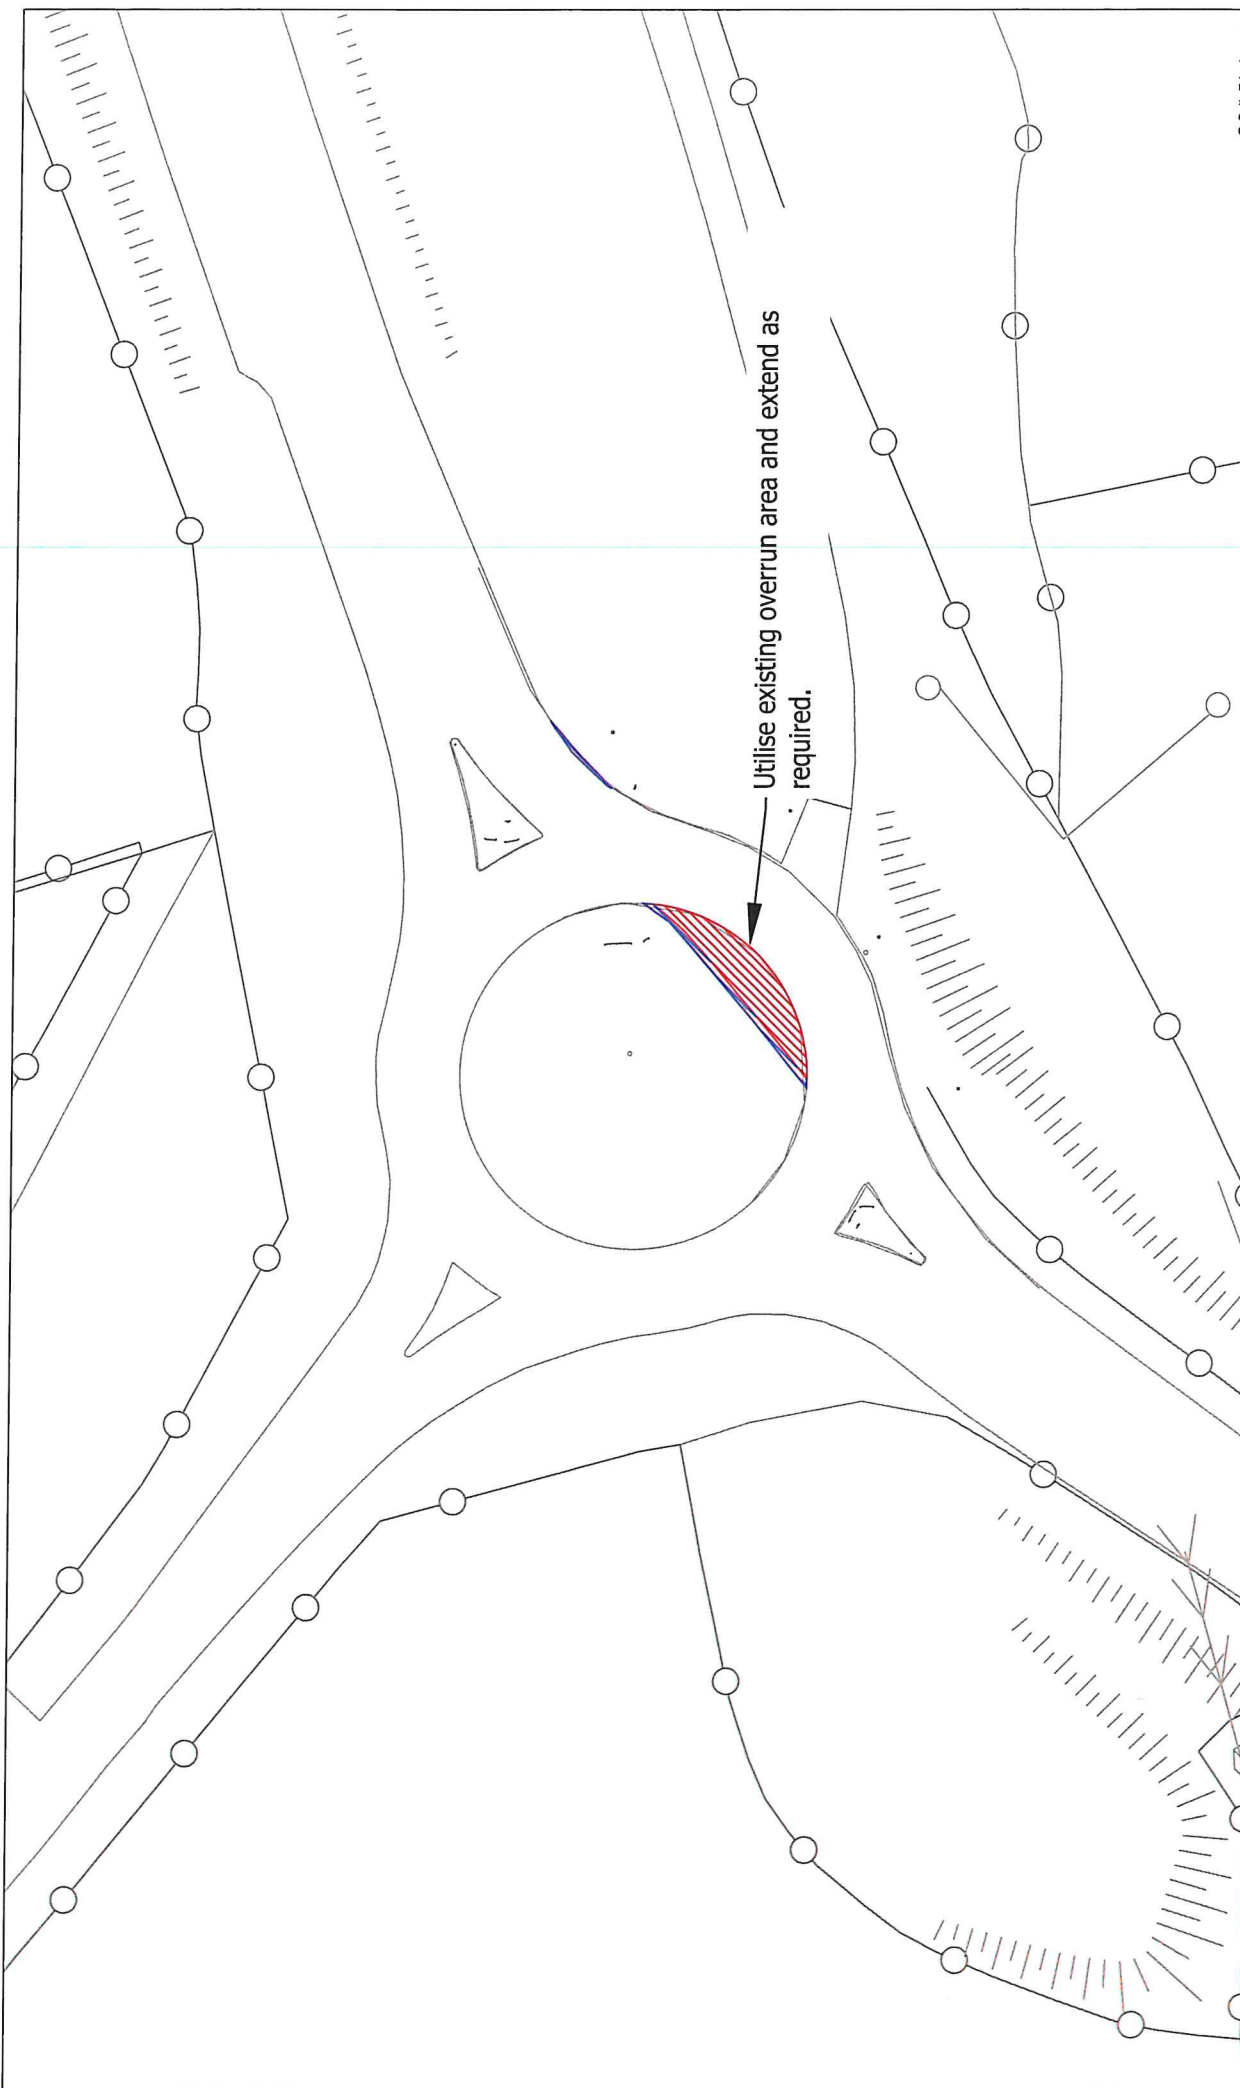 Utilise existing overrun area and extend as
required.